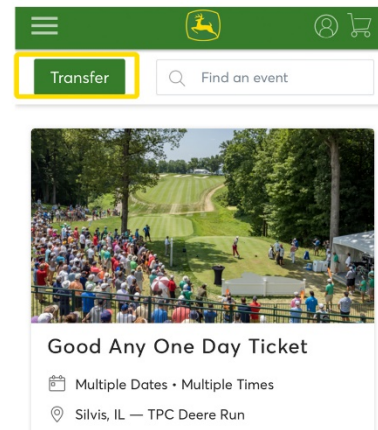 Transfer
Find an event
Good Any One Day Ticket
Multiple Dates • Multiple Times
Silvis, IL — TPC Deere Run